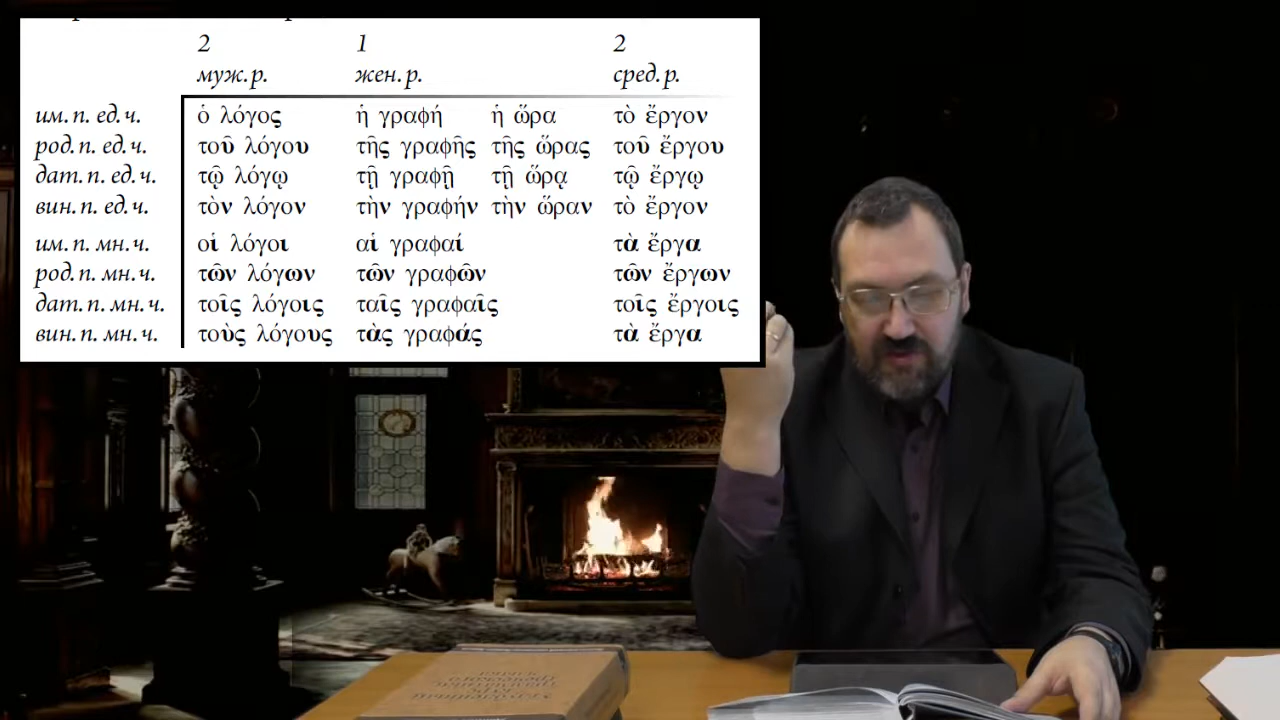 2 1 2
муж. р. жен. р. сред. р.
им. п. ед. ч. ὁ λόγος ἡ γραφή ἡ ὥρα τὸ ἔργον
род. п. ед. ч. τοῦ λόγου τῆς γραφῆς τῆς ὥρας τοῦ ἔργου
дат. п. ед. ч. τῷ λόγῳ τῇ γραφῇ τῇ ὥρᾳ τῷ ἔργῳ
вин. п. ед. ч. τὸν λόγον τὴν γραφήν τὴν ὥραν τὸ ἔργον
им. п. мн. ч. οἱ λόγοι αἱ γραφαί τὰ ἔργα
род. п. мн. ч. τῶν λόγων τῶν γραφῶν τῶν ἔργων
дат. п. мн. ч. τοῖς λόγοις ταῖς γραφαῖς τοῖς ἔργοις
вин. п. мн. ч. τοὺς λόγους τὰς γραφάς τὰ ἔργα